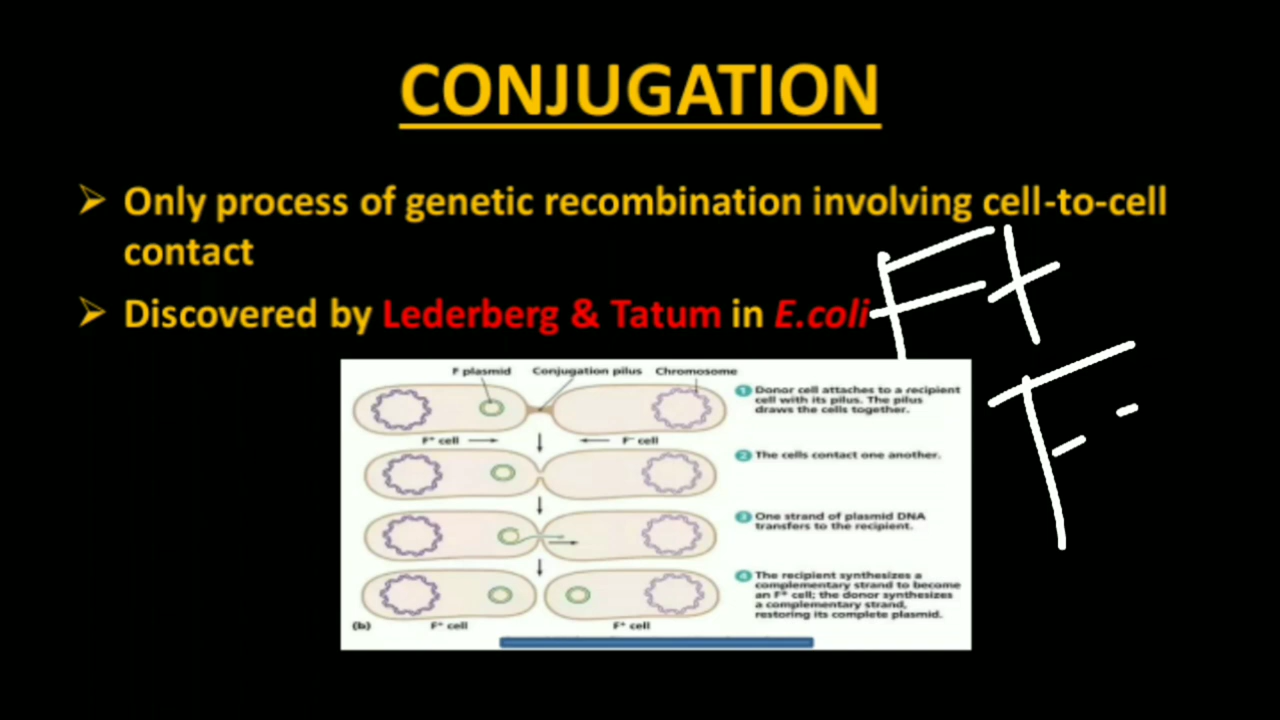 CONJUGATION
➢ Only process of genetic recombination involving cell-to-cell
contact
➢ Discovered by Lederberg & Tatum in E.coli
F+
F-
F plasmid Conjugation pilus Chromosome
1 Donor cell attaches to a recipient
cell with its pilus. The pilus
draws the cells together.
F⁺ cell F⁻ cell
2 The cells contact one another.
3 One strand of plasmid DNA
transfers to the recipient.
4 The recipient synthesizes a
complementary strand to become
an F⁺ cell; the donor synthesizes
a complementary strand,
restoring its complete plasmid.
(b) F⁺ cell F⁺ cell